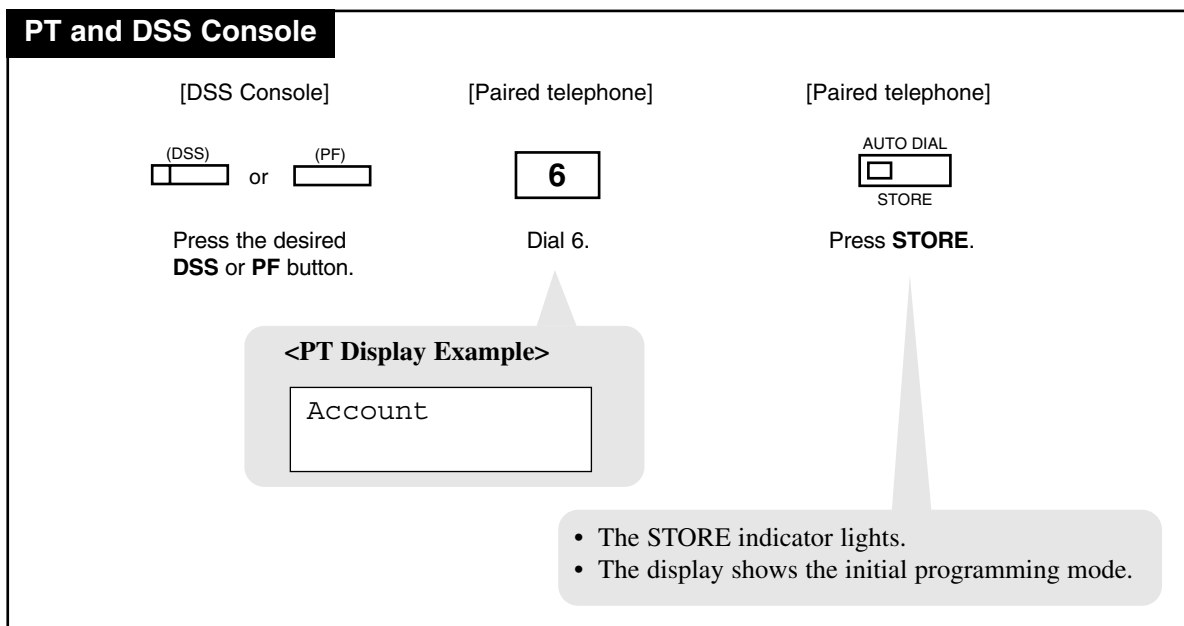 PT and DSS Console
[DSS Console]
[Paired telephone]
[Paired telephone]
(DSS)
or
(PF)
6
AUTO DIAL
STORE
Press the desired
DSS or PF button.
Dial 6.
Press STORE.
<PT Display Example>
Account
• The STORE indicator lights.
• The display shows the initial programming mode.